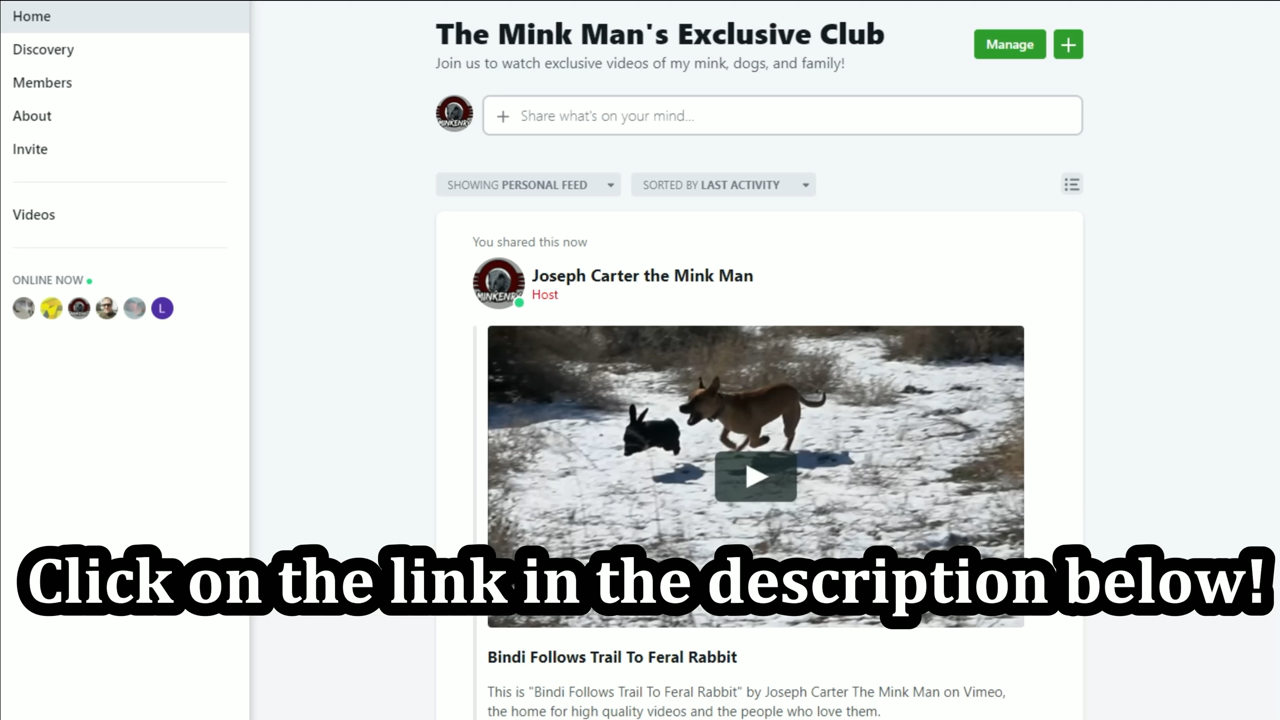 Home
Discovery
Members
About
Invite
Videos
ONLINE NOW
L
The Mink Man's Exclusive Club
Join us to watch exclusive videos of my mink, dogs, and family!
Manage
+
+ Share what's on your mind...
SHOWING PERSONAL FEED
SORTED BY LAST ACTIVITY
You shared this now
MINKENRY
Joseph Carter the Mink Man
Host
Click on the link in the description below!
Bindi Follows Trail To Feral Rabbit
This is "Bindi Follows Trail To Feral Rabbit" by Joseph Carter The Mink Man on Vimeo,
the home for high quality videos and the people who love them.